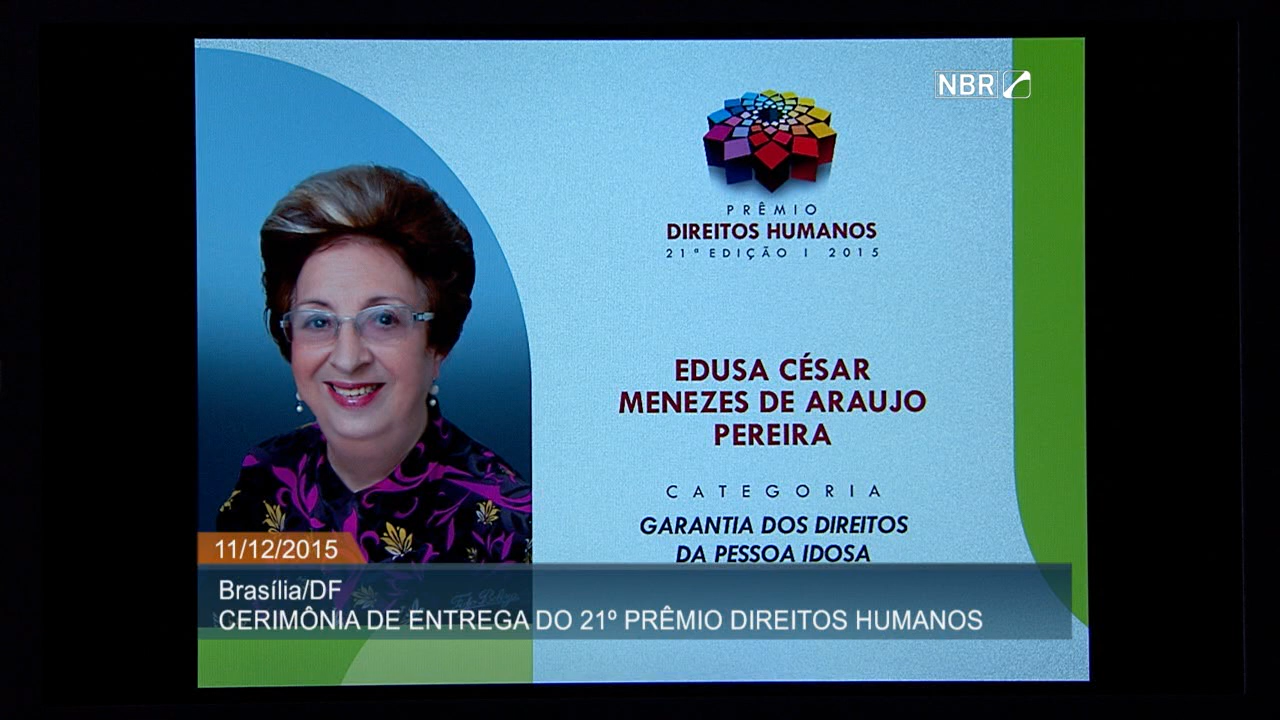 NBR
PRÊMIO
DIREITOS HUMANOS
21ª EDIÇÃO | 2015
EDUSA CÉSAR
MENEZES DE ARAUJO
PEREIRA
CATEGORIA
GARANTIA DOS DIREITOS
DA PESSOA IDOSA
11/12/2015
Brasília/DF
CERIMÔNIA DE ENTREGA DO 21º PRÊMIO DIREITOS HUMANOS